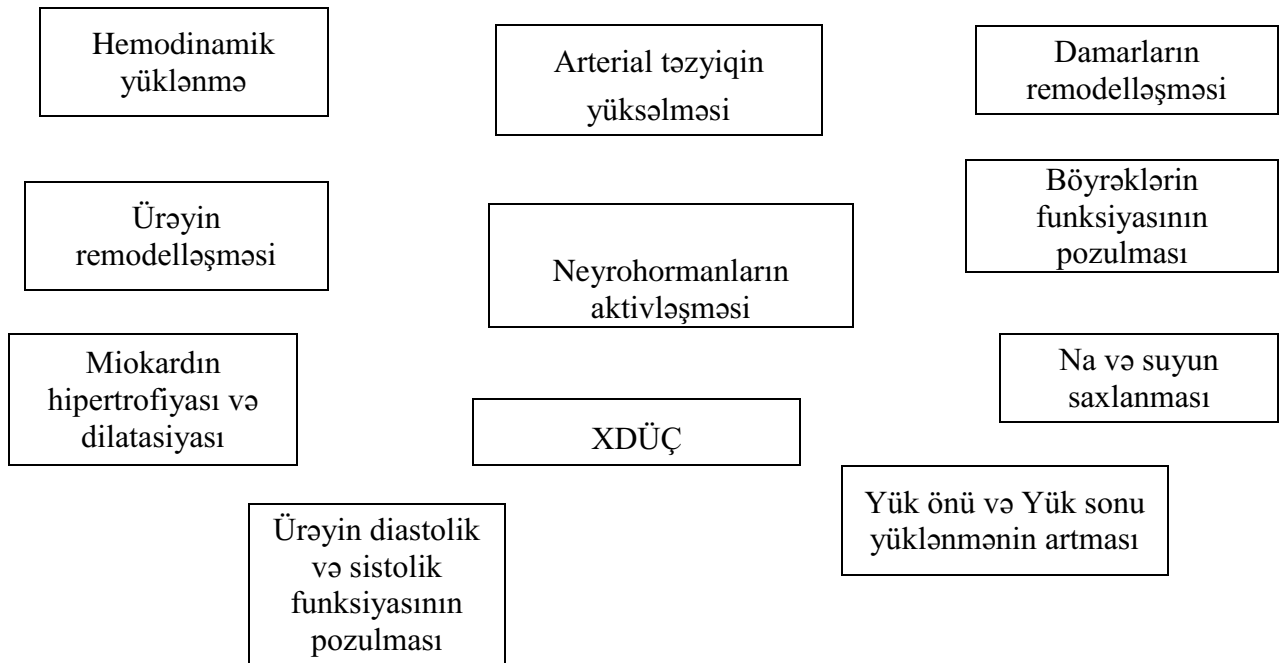 Hemodinamik
yüklənmə
Arterial təzyiqin
yüksəlməsi
Damarların
remodelləşməsi
Ürəyin
remodelləşməsi
Neyrohormanların
aktivləşməsi
Böyrəklərin
funksiyasının
pozulması
Miokardın
hipertrofiyası və
dilatasiyası
XDÜÇ
Na və suyun
saxlanması
Ürəyin diastolik
və sistolik
funksiyasının
pozulması
Yük önü və Yük sonu
yüklənmənin artması